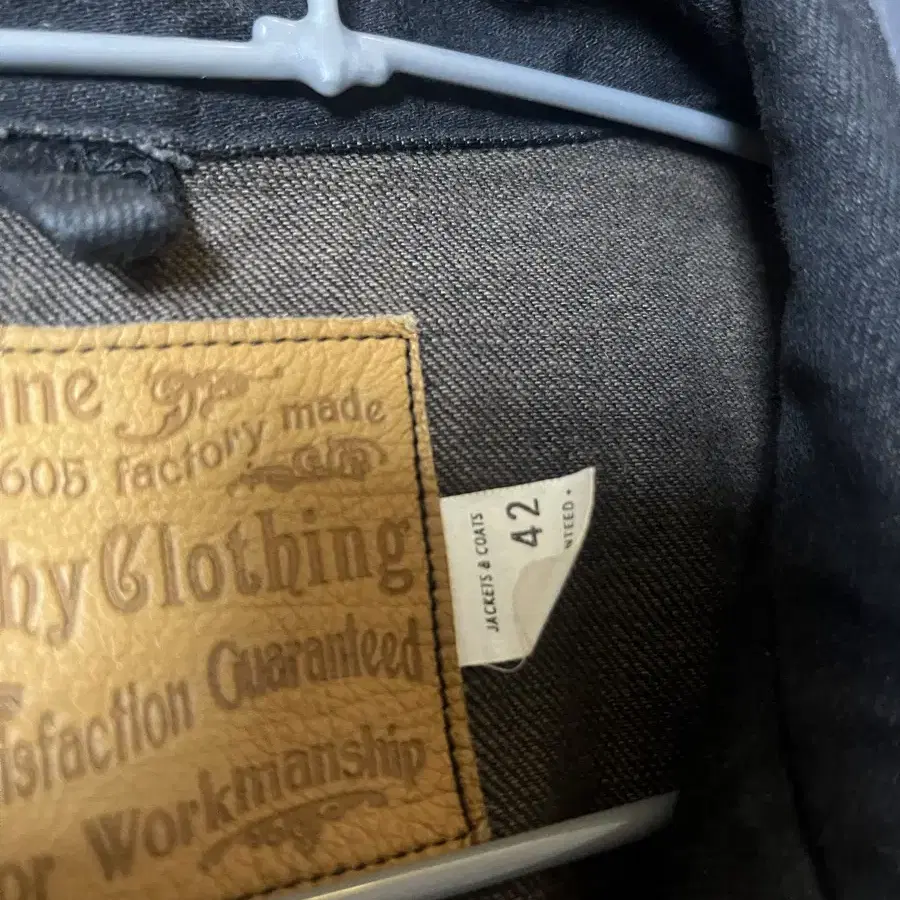 ine
605 factory made
hy Clothing
isfaction Guaranteed
or Workmanship
JACKETS & COATS
42
NTEED •